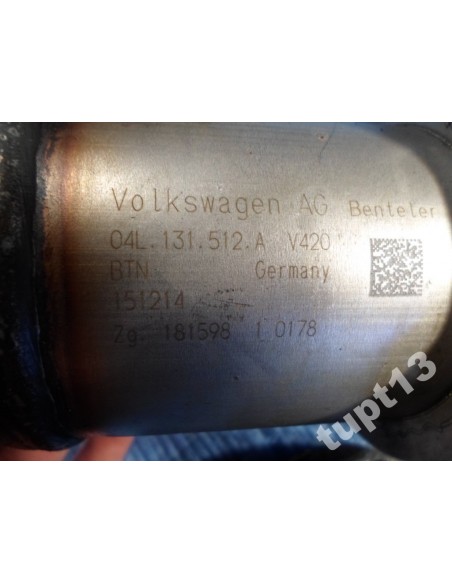 Volkswagen AG Benteler
04L.131.512.A V420
BTN Germany
151214
Zg. 181598 1 0178
tupt13